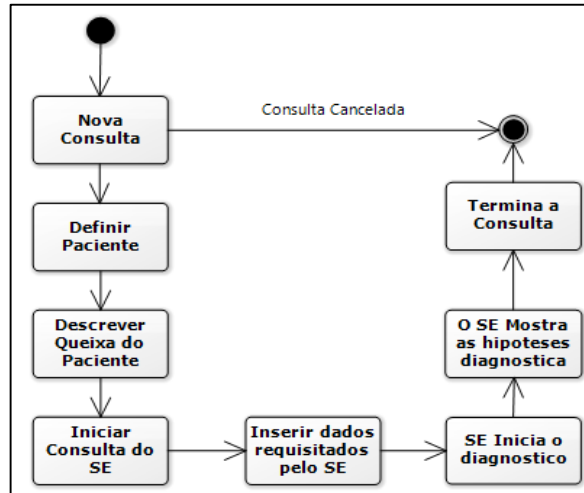 Nova
Consulta
Consulta Cancelada
Definir
Paciente
Termina a
Consulta
Descrever
Queixa do
Paciente
O SE Mostra
as hipoteses
diagnostica
Iniciar
Consulta do
SE
Inserir dados
requisitados
pelo SE
SE Inicia o
diagnostico